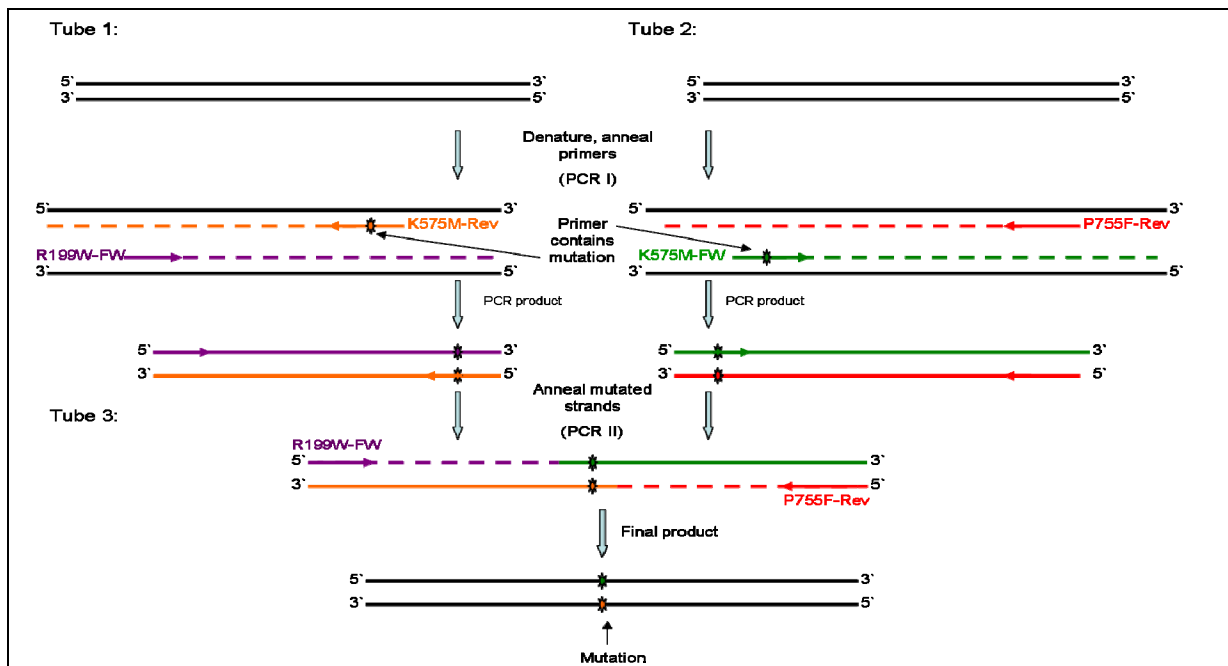 Tube 1:
Tube 2:
5` 3`
3` 5`
5` 3`
3` 5`
Denature, anneal
primers
(PCR I)
5` 3`
K575M-Rev
R199W-FW
3` 5`
Primer
contains
mutation
5` 3`
P755F-Rev
K575M-FW
3` 5`
PCR product
PCR product
5` 3`
3` 5`
5` 3`
3` 5`
Anneal mutated
strands
(PCR II)
Tube 3:
R199W-FW
5` 3`
3` 5`
P755F-Rev
Final product
5` 3`
3` 5`
Mutation